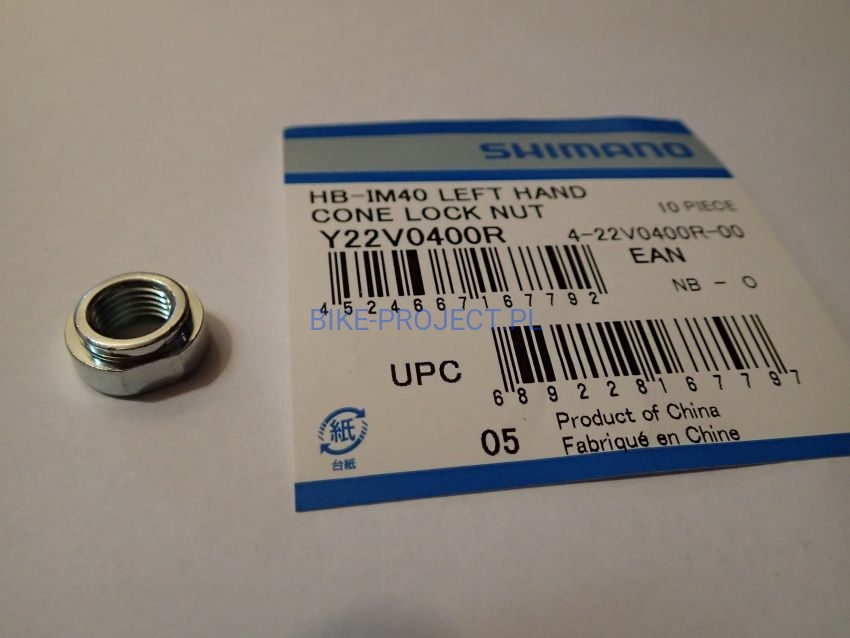 SHIMANO
HB-IM40 LEFT HAND
CONE LOCK NUT
10 PIECE
Y22V0400R
4-22V0400R-00
EAN
NB - O
4524667167792
BIKE-PROJECT.PL
UPC
689228167797
紙
台紙
05
Product of China
Fabriqué en Chine